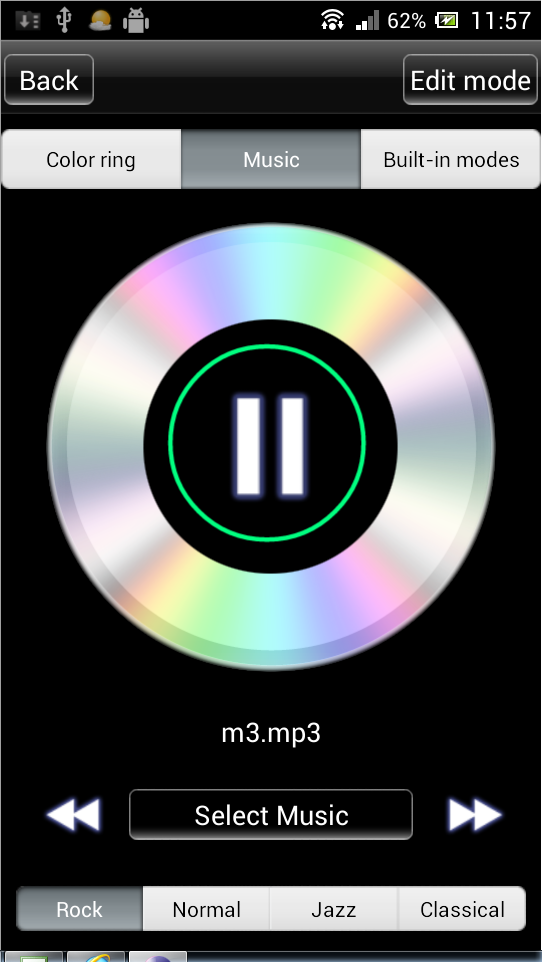 62% 11:57
Back Edit mode
Color ring Music Built-in modes
m3.mp3
Select Music
Rock Normal Jazz Classical